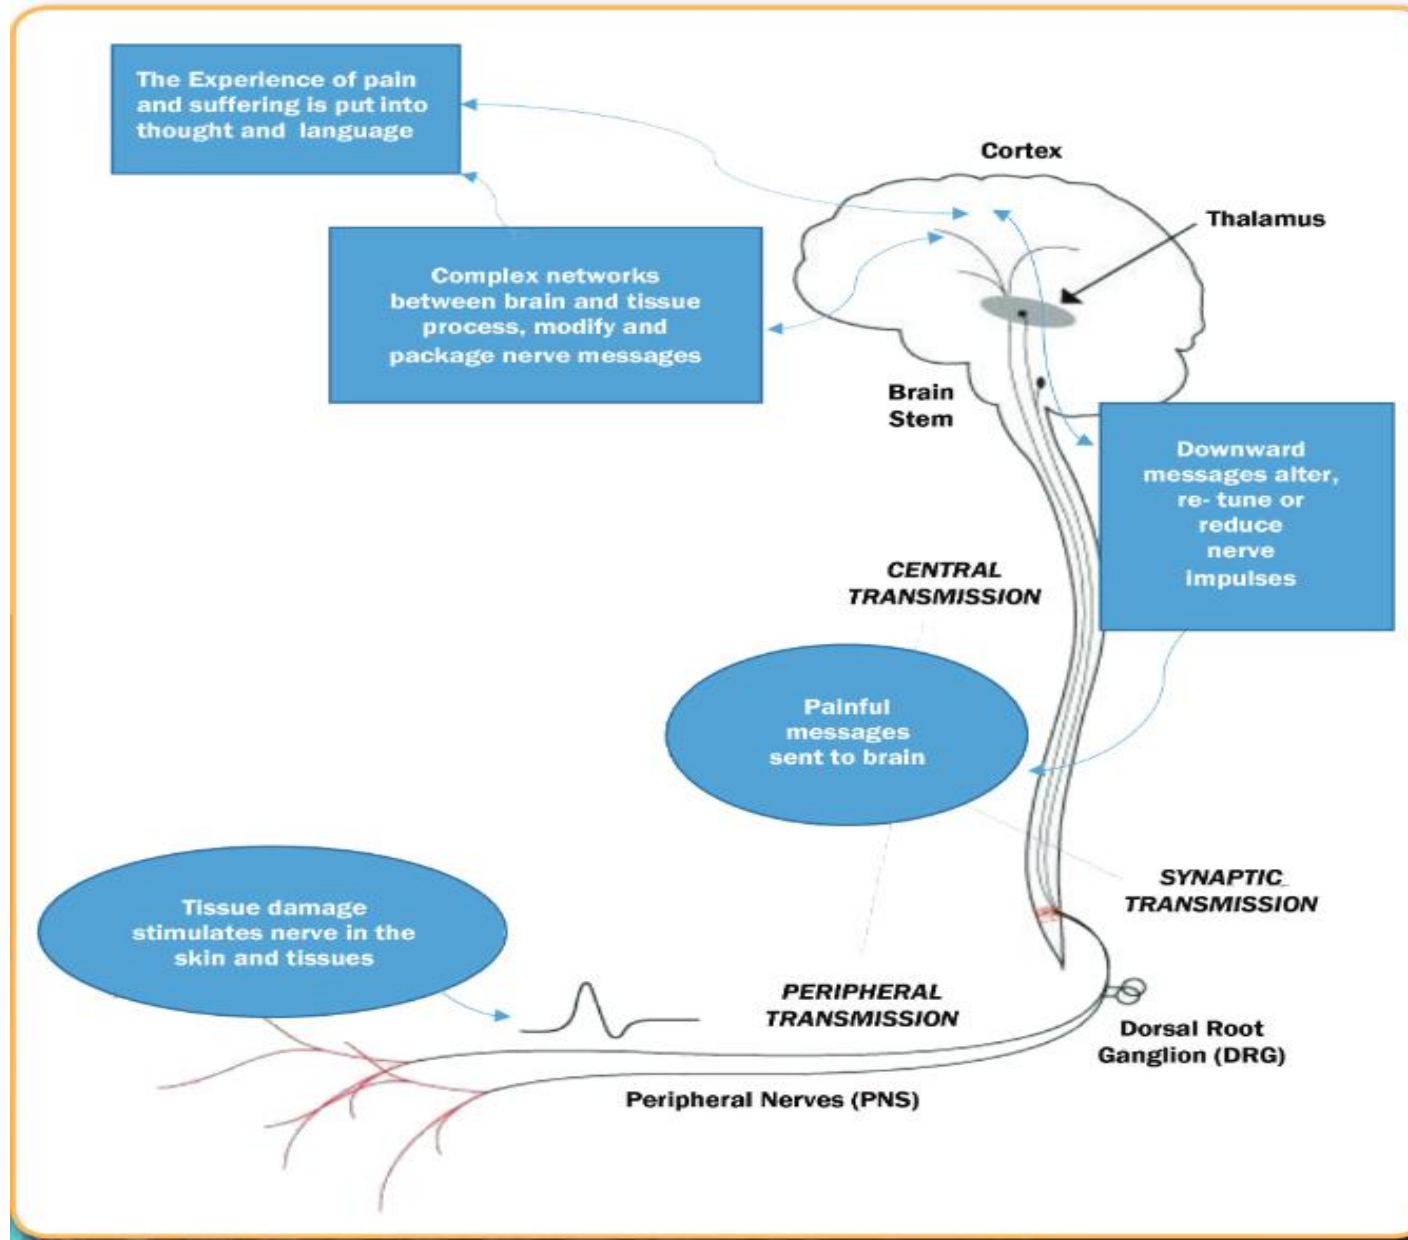 The Experience of pain
and suffering is put into
thought and language
Cortex
Thalamus
Complex networks
between brain and tissue
process, modify and
package nerve messages
Brain
Stem
Downward
messages alter,
re- tune or
reduce
nerve
impulses
CENTRAL
TRANSMISSION
Painful
messages
sent to brain
SYNAPTIC
TRANSMISSION
Tissue damage
stimulates nerve in the
skin and tissues
PERIPHERAL
TRANSMISSION
Dorsal Root
Ganglion (DRG)
Peripheral Nerves (PNS)